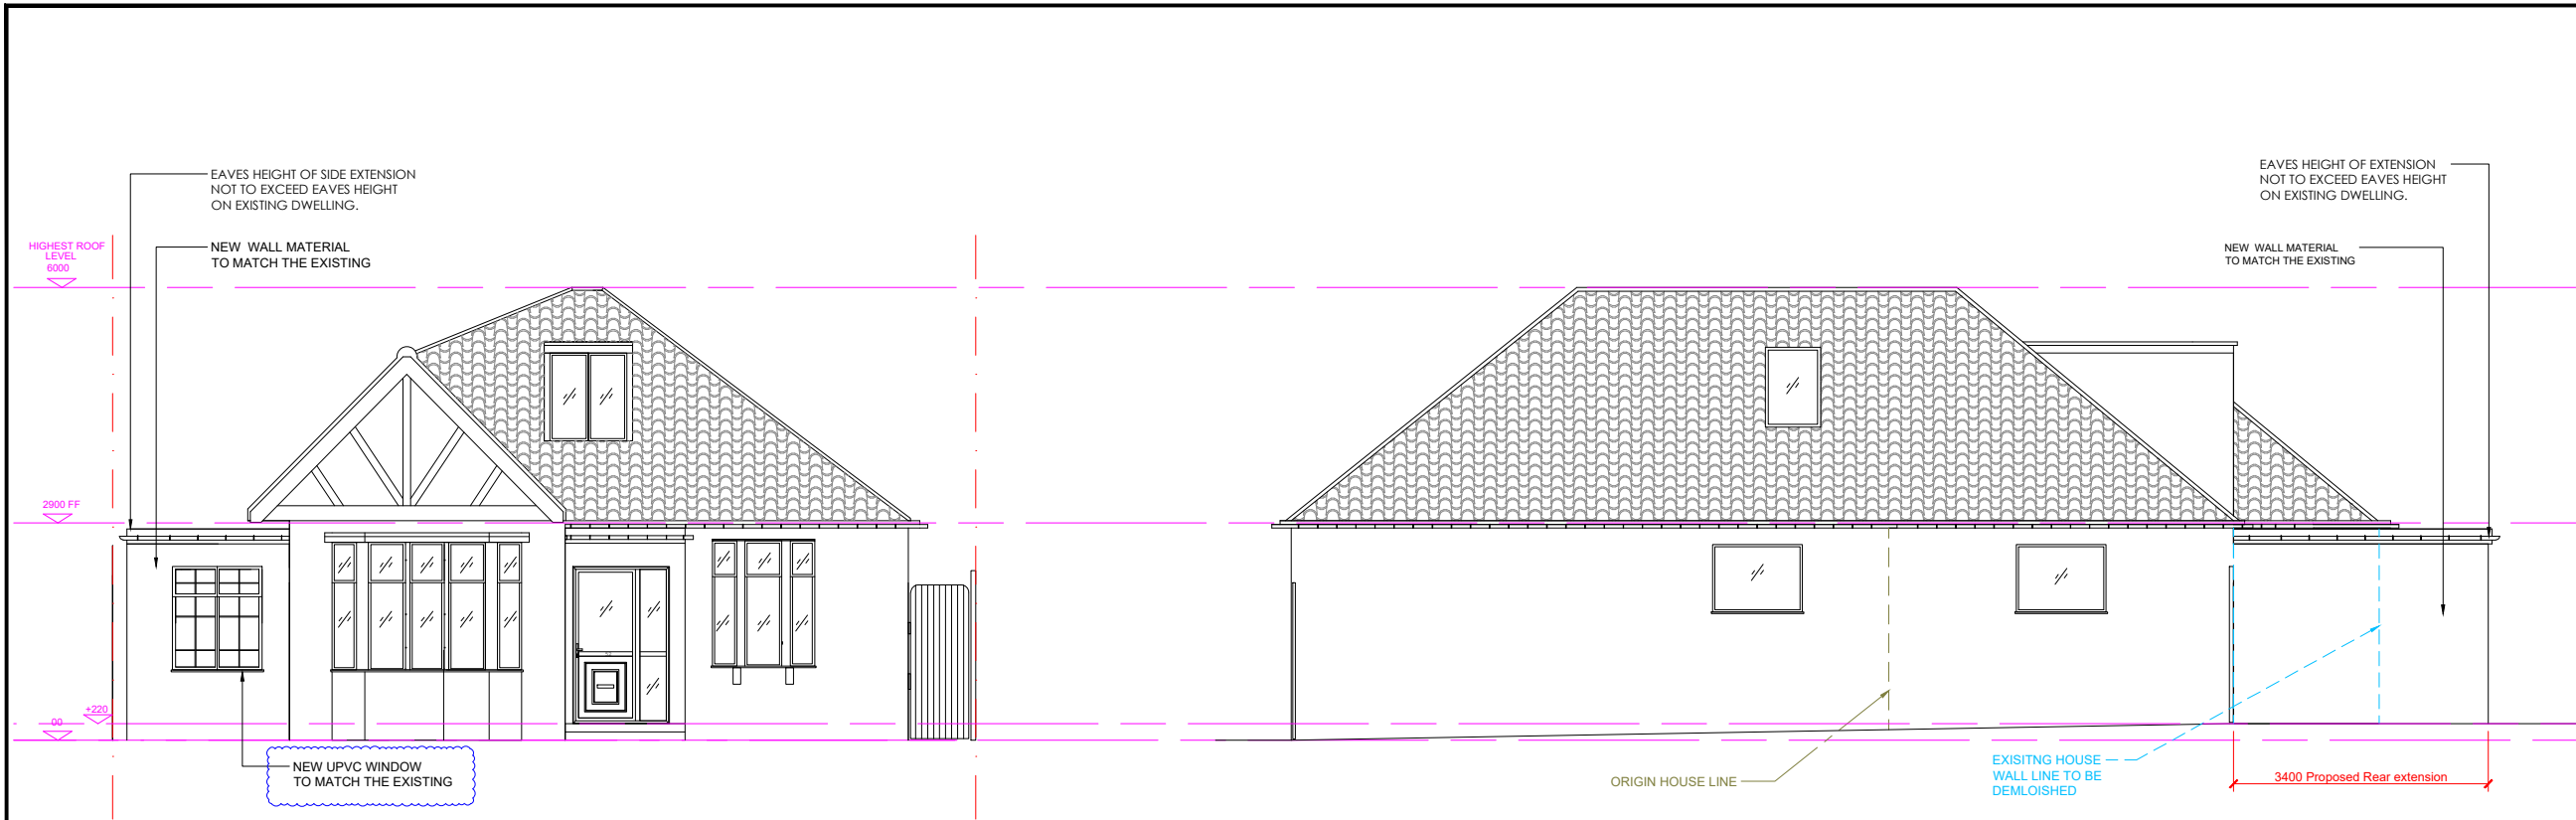 EAVES HEIGHT OF SIDE EXTENSION
NOT TO EXCEED EAVES HEIGHT
ON EXISTING DWELLING.
NEW WALL MATERIAL
TO MATCH THE EXISTING
HIGHEST ROOF
LEVEL
6000
2900 FF
+220
00
NEW UPVC WINDOW
TO MATCH THE EXISTING
EAVES HEIGHT OF EXTENSION
NOT TO EXCEED EAVES HEIGHT
ON EXISTING DWELLING.
NEW WALL MATERIAL
TO MATCH THE EXISTING
ORIGIN HOUSE LINE
EXISITNG HOUSE
WALL LINE TO BE
DEMLOISHED
3400 Proposed Rear extension